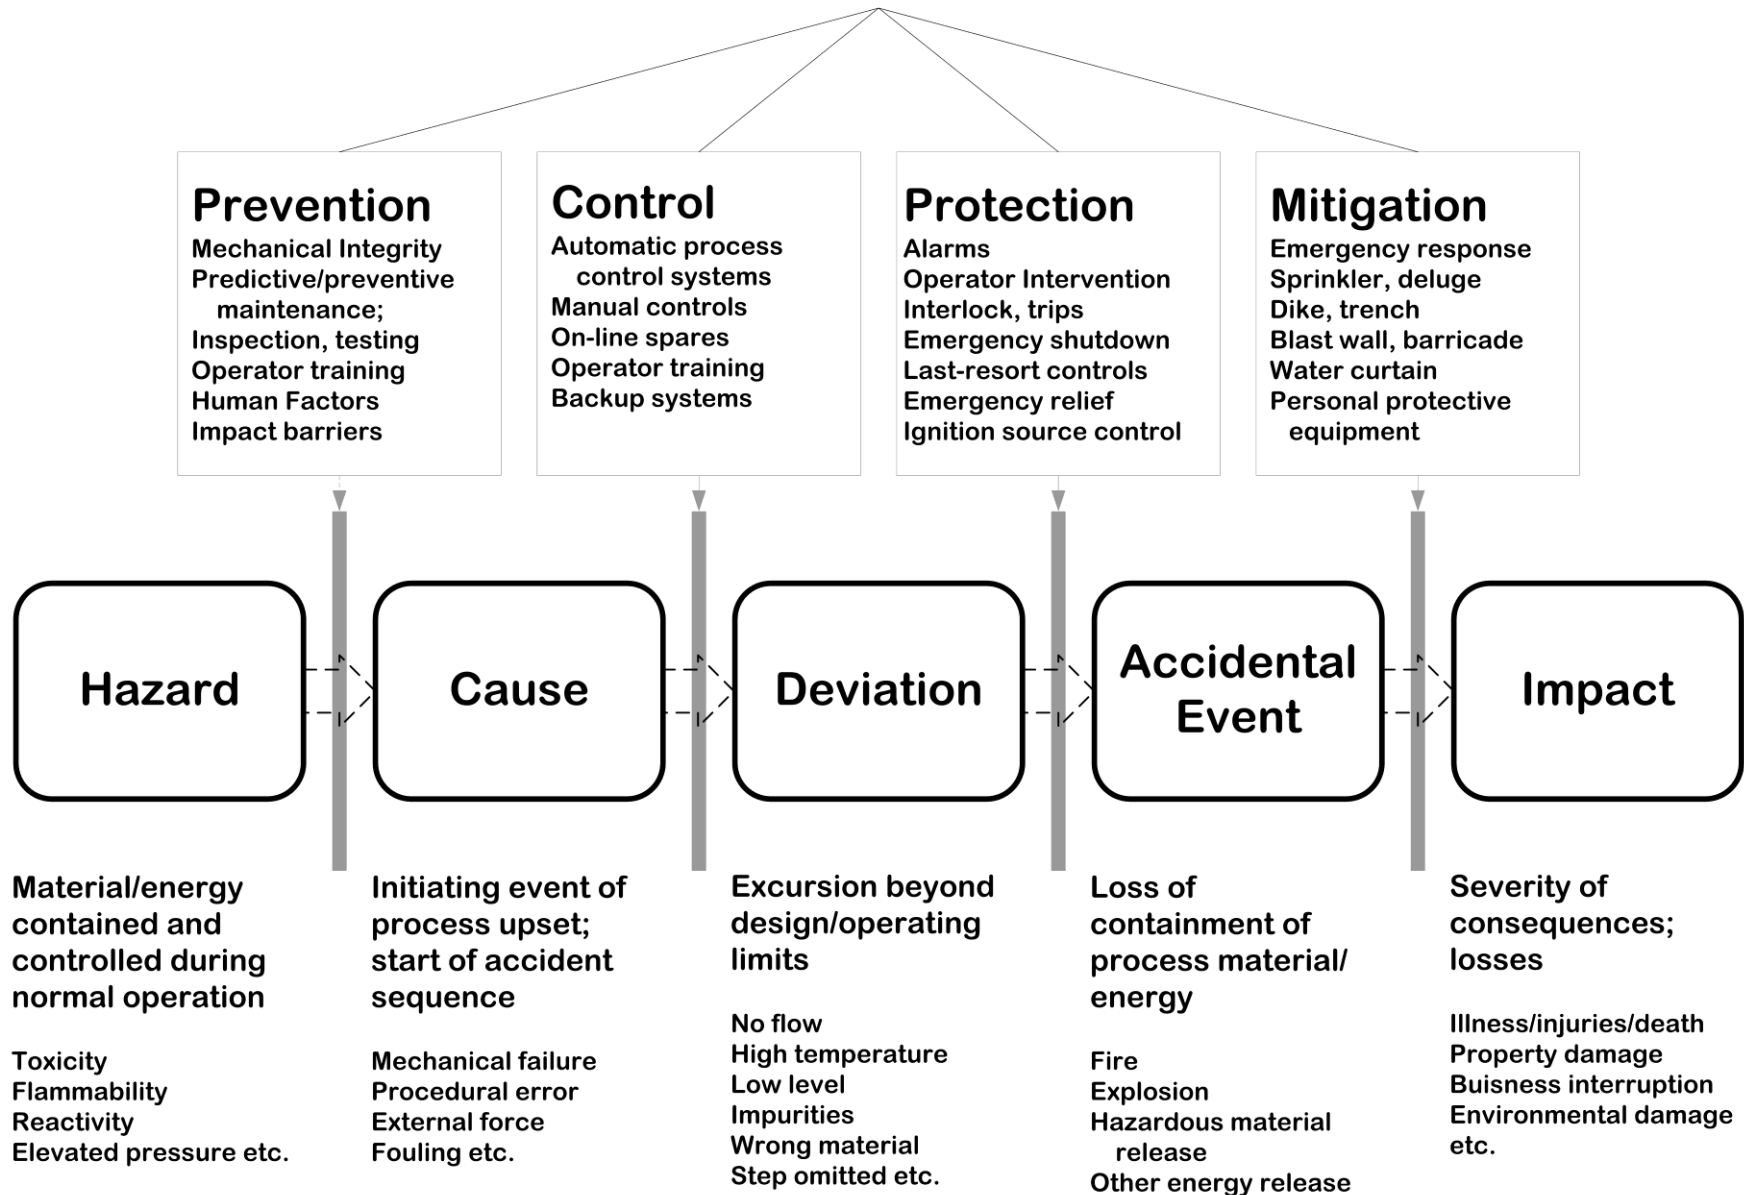 Prevention
Mechanical Integrity
Predictive/preventive
maintenance;
Inspection, testing
Operator training
Human Factors
Impact barriers
Control
Automatic process
control systems
Manual controls
On-line spares
Operator training
Backup systems
Protection
Alarms
Operator Intervention
Interlock, trips
Emergency shutdown
Last-resort controls
Emergency relief
Ignition source control
Mitigation
Emergency response
Sprinkler, deluge
Dike, trench
Blast wall, barricade
Water curtain
Personal protective
equipment
Hazard
Cause
Deviation
Accidental
Event
Impact
Material/energy
contained and
controlled during
normal operation
Toxicity
Flammability
Reactivity
Elevated pressure etc.
Initiating event of
process upset;
start of accident
sequence
Mechanical failure
Procedural error
External force
Fouling etc.
Excursion beyond
design/operating
limits
No flow
High temperature
Low level
Impurities
Wrong material
Step omitted etc.
Loss of
containment of
process material/
energy
Fire
Explosion
Hazardous material
release
Other energy release
Severity of
consequences;
losses
Illness/injuries/death
Property damage
Buisness interruption
Environmental damage
etc.